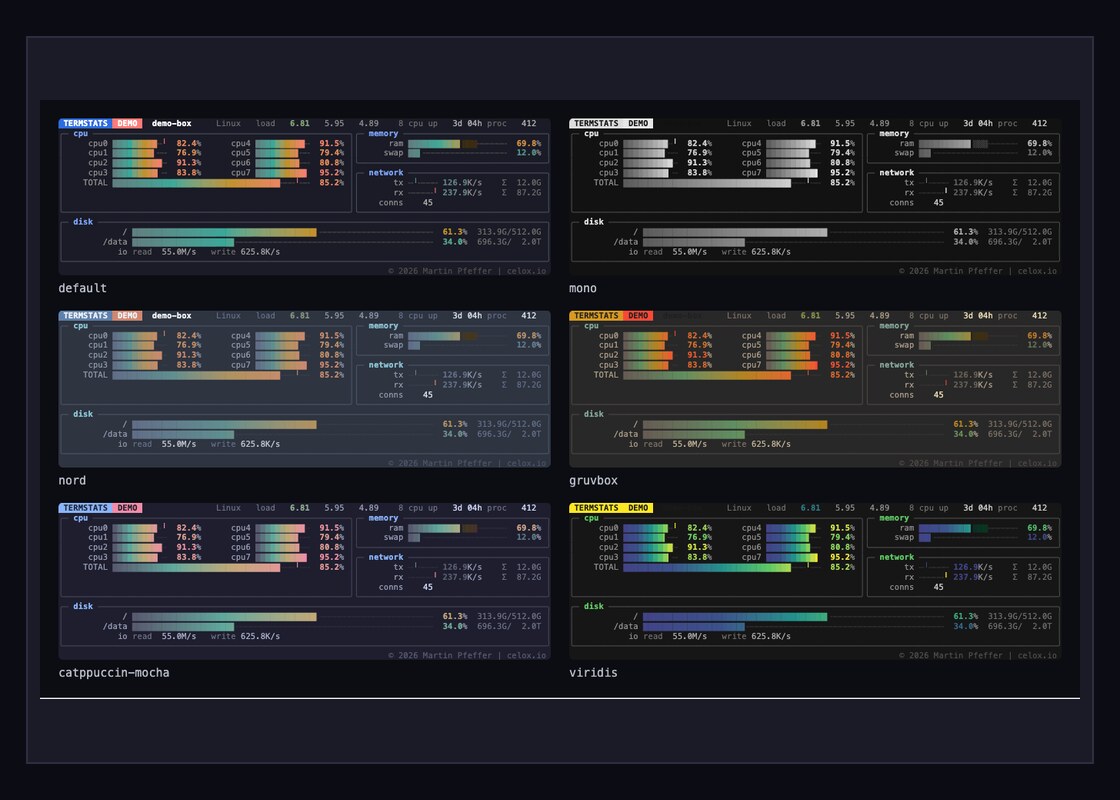 TERMSTATS DEMO demo-box Linux load 6.81 5.95 4.89 8 cpu up 3d 04h proc 412
cpu
cpu0 82.4% cpu4 91.5%
cpu1 76.9% cpu5 79.4%
cpu2 91.3% cpu6 80.8%
cpu3 83.8% cpu7 95.2%
TOTAL 85.2%
memory
ram 69.8%
swap 12.0%
network
tx 126.9K/s Σ 12.0G
rx 237.9K/s Σ 87.2G
conns 45
disk
/ 61.3% 313.9G/512.0G
/data 34.0% 696.3G/ 2.0T
io read 55.0M/s write 625.8K/s
© 2026 Martin Pfeffer | celox.io
default
TERMSTATS DEMO Linux load 6.81 5.95 4.89 8 cpu up 3d 04h proc 412
cpu
cpu0 82.4% cpu4 91.5%
cpu1 76.9% cpu5 79.4%
cpu2 91.3% cpu6 80.8%
cpu3 83.8% cpu7 95.2%
TOTAL 85.2%
memory
ram 69.8%
swap 12.0%
network
tx 126.9K/s Σ 12.0G
rx 237.9K/s Σ 87.2G
conns 45
disk
/ 61.3% 313.9G/512.0G
/data 34.0% 696.3G/ 2.0T
io read 55.0M/s write 625.8K/s
© 2026 Martin Pfeffer | celox.io
mono
TERMSTATS DEMO demo-box Linux load 6.81 5.95 4.89 8 cpu up 3d 04h proc 412
cpu
cpu0 82.4% cpu4 91.5%
cpu1 76.9% cpu5 79.4%
cpu2 91.3% cpu6 80.8%
cpu3 83.8% cpu7 95.2%
TOTAL 85.2%
memory
ram 69.8%
swap 12.0%
network
tx 126.9K/s Σ 12.0G
rx 237.9K/s Σ 87.2G
conns 45
disk
/ 61.3% 313.9G/512.0G
/data 34.0% 696.3G/ 2.0T
io read 55.0M/s write 625.8K/s
© 2026 Martin Pfeffer | celox.io
nord
TERMSTATS DEMO demo-box Linux load 6.81 5.95 4.89 8 cpu up 3d 04h proc 412
cpu
cpu0 82.4% cpu4 91.5%
cpu1 76.9% cpu5 79.4%
cpu2 91.3% cpu6 80.8%
cpu3 83.8% cpu7 95.2%
TOTAL 85.2%
memory
ram 69.8%
swap 12.0%
network
tx 126.9K/s Σ 12.0G
rx 237.9K/s Σ 87.2G
conns 45
disk
/ 61.3% 313.9G/512.0G
/data 34.0% 696.3G/ 2.0T
io read 55.0M/s write 625.8K/s
© 2026 Martin Pfeffer | celox.io
gruvbox
TERMSTATS DEMO Linux load 6.81 5.95 4.89 8 cpu up 3d 04h proc 412
cpu
cpu0 82.4% cpu4 91.5%
cpu1 76.9% cpu5 79.4%
cpu2 91.3% cpu6 80.8%
cpu3 83.8% cpu7 95.2%
TOTAL 85.2%
memory
ram 69.8%
swap 12.0%
network
tx 126.9K/s Σ 12.0G
rx 237.9K/s Σ 87.2G
conns 45
disk
/ 61.3% 313.9G/512.0G
/data 34.0% 696.3G/ 2.0T
io read 55.0M/s write 625.8K/s
© 2026 Martin Pfeffer | celox.io
catppuccin-mocha
TERMSTATS DEMO Linux load 6.81 5.95 4.89 8 cpu up 3d 04h proc 412
cpu
cpu0 82.4% cpu4 91.5%
cpu1 76.9% cpu5 79.4%
cpu2 91.3% cpu6 80.8%
cpu3 83.8% cpu7 95.2%
TOTAL 85.2%
memory
ram 69.8%
swap 12.0%
network
tx 126.9K/s Σ 12.0G
rx 237.9K/s Σ 87.2G
conns 45
disk
/ 61.3% 313.9G/512.0G
/data 34.0% 696.3G/ 2.0T
io read 55.0M/s write 625.8K/s
© 2026 Martin Pfeffer | celox.io
viridis